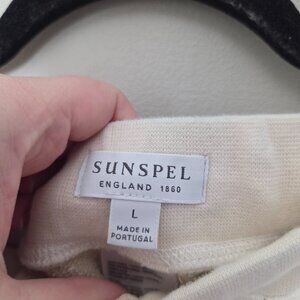 SUNSPEL
ENGLAND 1860
L
MADE IN
PORTUGAL